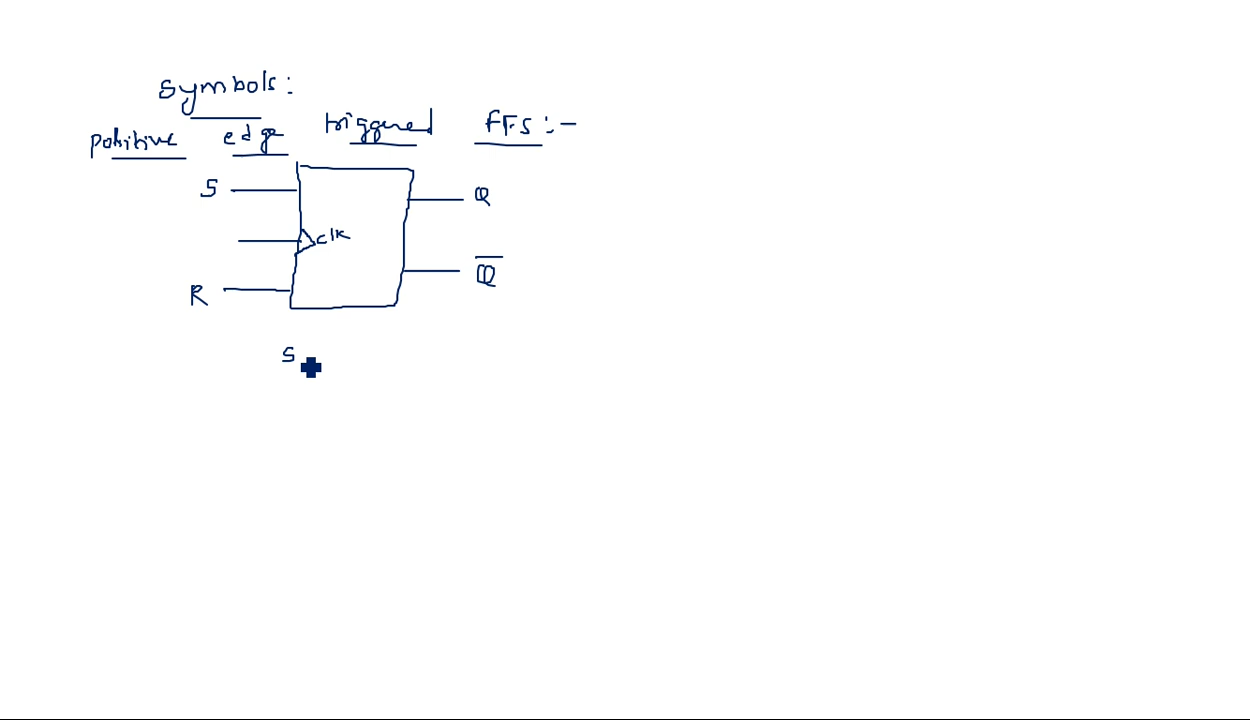 Symbols:
positive edge triggered FFs :-
S
Q
clk
R
Q̅
S